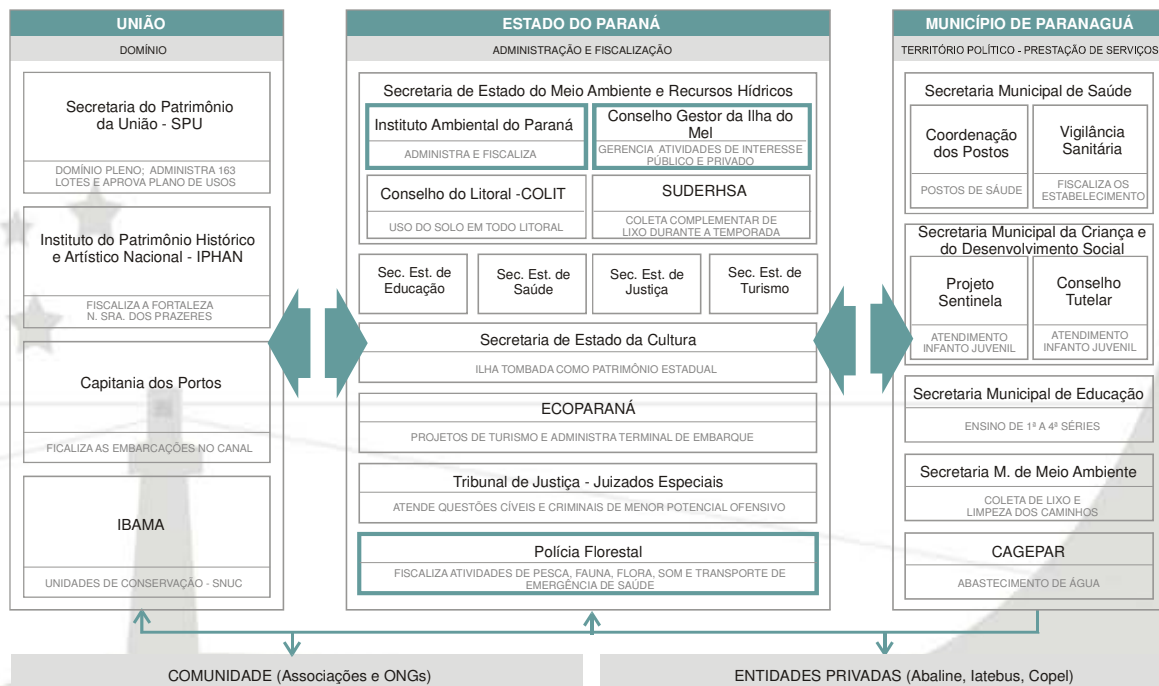 UNIÃO
DOMÍNIO
Secretaria do Patrimônio
da União - SPU
DOMÍNIO PLENO; ADMINISTRA 163
LOTES E APROVA PLANO DE USOS
Instituto do Patrimônio Histórico
e Artístico Nacional - IPHAN
FISCALIZA A FORTALEZA
N. SRA. DOS PRAZERES
Capitania dos Portos
FICALIZA AS EMBARCAÇÕES NO CANAL
IBAMA
UNIDADES DE CONSERVAÇÃO - SNUC
ESTADO DO PARANÁ
ADMINISTRAÇÃO E FISCALIZAÇÃO
Secretaria de Estado do Meio Ambiente e Recursos Hídricos
Instituto Ambiental do Paraná
ADMINISTRA E FISCALIZA
Conselho Gestor da Ilha do
Mel
GERENCIA ATIVIDADES DE INTERESSE
PÚBLICO E PRIVADO
Conselho do Litoral -COLIT
USO DO SOLO EM TODO LITORAL
SUDERHSA
COLETA COMPLEMENTAR DE
LIXO DURANTE A TEMPORADA
Sec. Est. de
Educação
Sec. Est. de
Saúde
Sec. Est. de
Justiça
Sec. Est. de
Turismo
Secretaria de Estado da Cultura
ILHA TOMBADA COMO PATRIMÔNIO ESTADUAL
ECOPARANÁ
PROJETOS DE TURISMO E ADMINISTRA TERMINAL DE EMBARQUE
Tribunal de Justiça - Juizados Especiais
ATENDE QUESTÕES CÍVEIS E CRIMINAIS DE MENOR POTENCIAL OFENSIVO
Polícia Florestal
FISCALIZA ATIVIDADES DE PESCA, FAUNA, FLORA, SOM E TRANSPORTE DE
EMERGÊNCIA DE SAÚDE
MUNICÍPIO DE PARANAGUÁ
TERRITÓRIO POLÍTICO - PRESTAÇÃO DE SERVIÇOS
Secretaria Municipal de Saúde
Coordenação
dos Postos
POSTOS DE SÁUDE
Vigilância
Sanitária
FISCALIZA OS
ESTABELECIMENTO
Secretaria Municipal da Criança e
do Desenvolvimento Social
Projeto
Sentinela
ATENDIMENTO
INFANTO JUVENIL
Conselho
Tutelar
ATENDIMENTO
INFANTO JUVENIL
Secretaria Municipal de Educação
ENSINO DE 1ª A 4ª SÉRIES
Secretaria M. de Meio Ambiente
COLETA DE LIXO E
LIMPEZA DOS CAMINHOS
CAGEPAR
ABASTECIMENTO DE ÁGUA
COMUNIDADE (Associações e ONGs)
ENTIDADES PRIVADAS (Abaline, Iatebus, Copel)